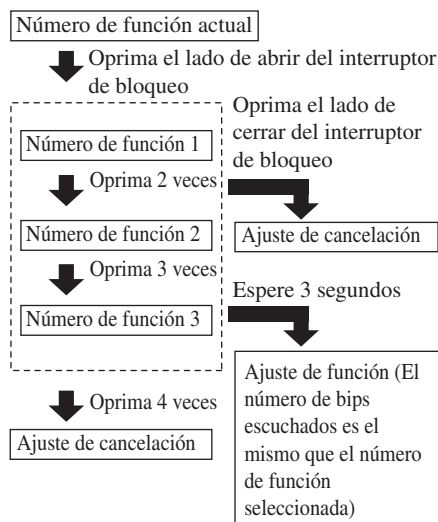 Número de función actual
Oprima el lado de abrir del interruptor
de bloqueo
Oprima el lado de
cerrar del interruptor
de bloqueo
Número de función 1
Oprima 2 veces
Número de función 2
Ajuste de cancelación
Oprima 3 veces
Espere 3 segundos
Número de función 3
Ajuste de función (El
número de bips
escuchados es el
mismo que el número
de función
seleccionada)
Oprima 4 veces
Ajuste de cancelación